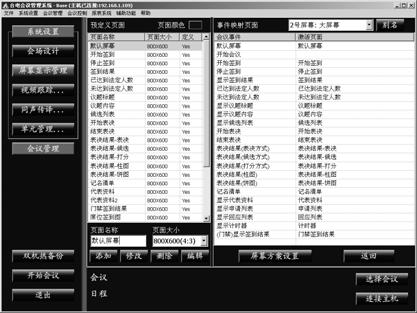 台电会议管理系统 - Base (主机已连接:192.168.1.109)
文件 系统设置 会议管理 会议控制 报表系统 辅助功能 帮助
系统设置
会场设计
屏幕显示管理
视频跟踪...
同声传译...
单元管理...
会议管理
双机热备份
开始会议
退出
预定义页面 页面颜色
页面名称 页面大小 定义
默认屏幕 800X600 Yes
开始签到 800X600 Yes
停止签到 800X600 Yes
签到结果 800X600 Yes
已达到法定人数 800X600 Yes
未达到法定人数 800X600 Yes
议题标题 800X600 Yes
议题内容 800X600 Yes
候选列表 800X600 Yes
开始表决 800X600 Yes
结束表决 800X600 Yes
表决结果-表决 800X600 Yes
表决结果-候选 800X600 Yes
表决结果-打分 800X600 Yes
表决结果-柱图 800X600 Yes
表决结果-饼图 800X600 Yes
记名清单 800X600 Yes
代表资料 800X600 Yes
代表资料2 800X600 Yes
门禁签到结果 800X600 Yes
席位签到图 800X600 Yes
页面名称 页面大小
默认屏幕 800X600(4:3)
添加 修改 删除 编辑
事件映射页面 2号屏幕: 大屏幕 别名
会议事件 激活页面
默认屏幕 默认屏幕
开始会议
开始签到 开始签到
停止签到 停止签到
显示签到结果 签到结果
已达到法定人数 已达到法定人数
未达到法定人数 未达到法定人数
显示议题标题 议题标题
显示议题内容 议题内容
显示候选列表 候选列表
开始表决 开始表决
结束表决 结束表决
表决结果(表决方式) 表决结果-表决
表决结果(候选方式) 表决结果-候选
表决结果(打分方式) 表决结果-打分
表决结果(柱图) 表决结果-柱图
表决结果(饼图) 表决结果-饼图
记名清单 记名清单
显示代表资料 代表资料
显示申请列表 申请列表
显示回应列表 回应列表
显示计时器 计时器
(门禁)显示签到结果 门禁签到结果
屏幕方案设置 返回
会议
日程
选择会议
连接主机